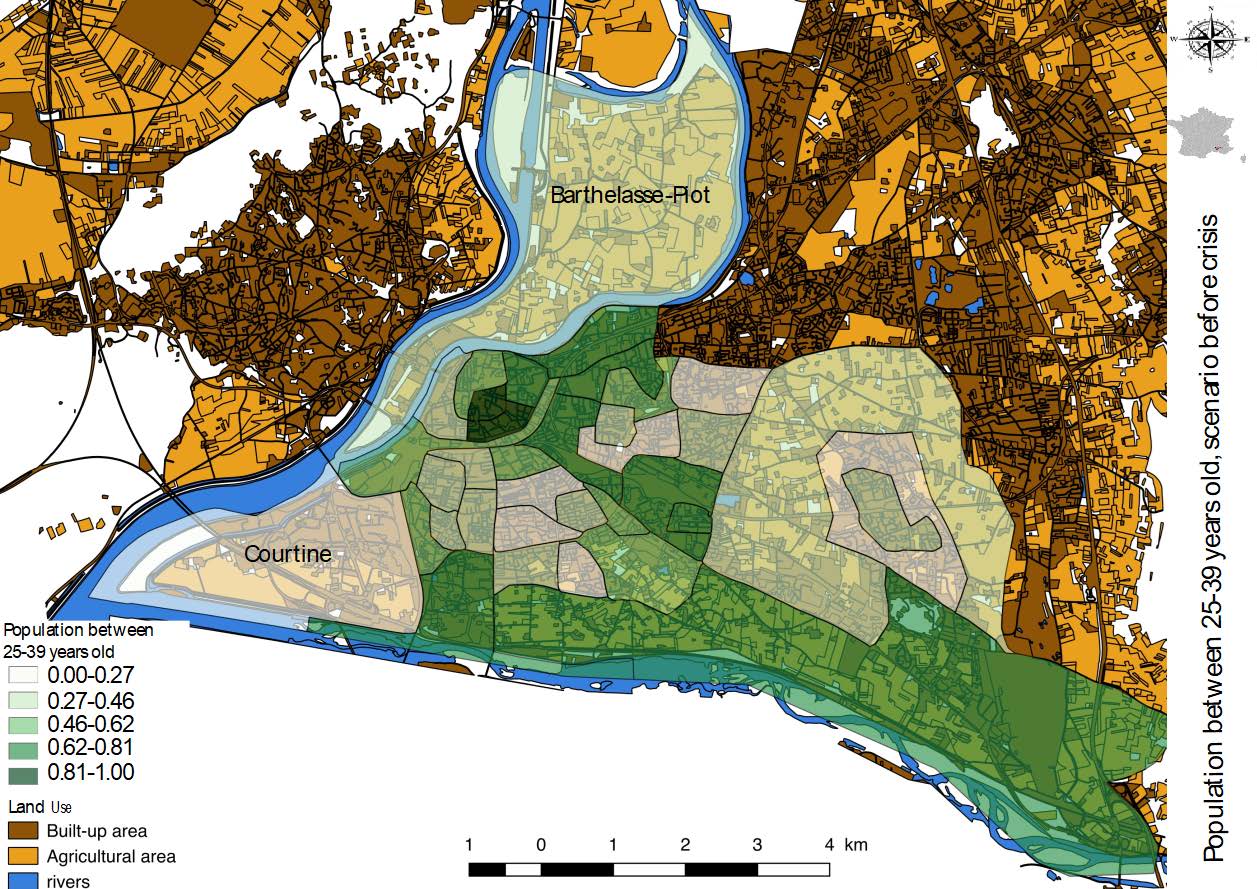 N
W E
S
Barthelasse-Piot
Courtine
Population between 25-39 years old, scenario before crisis
Population between
25-39 years old
0.00-0.27
0.27-0.46
0.46-0.62
0.62-0.81
0.81-1.00
Land Use
Built-up area
Agricultural area
rivers
1 0 1 2 3 4 km